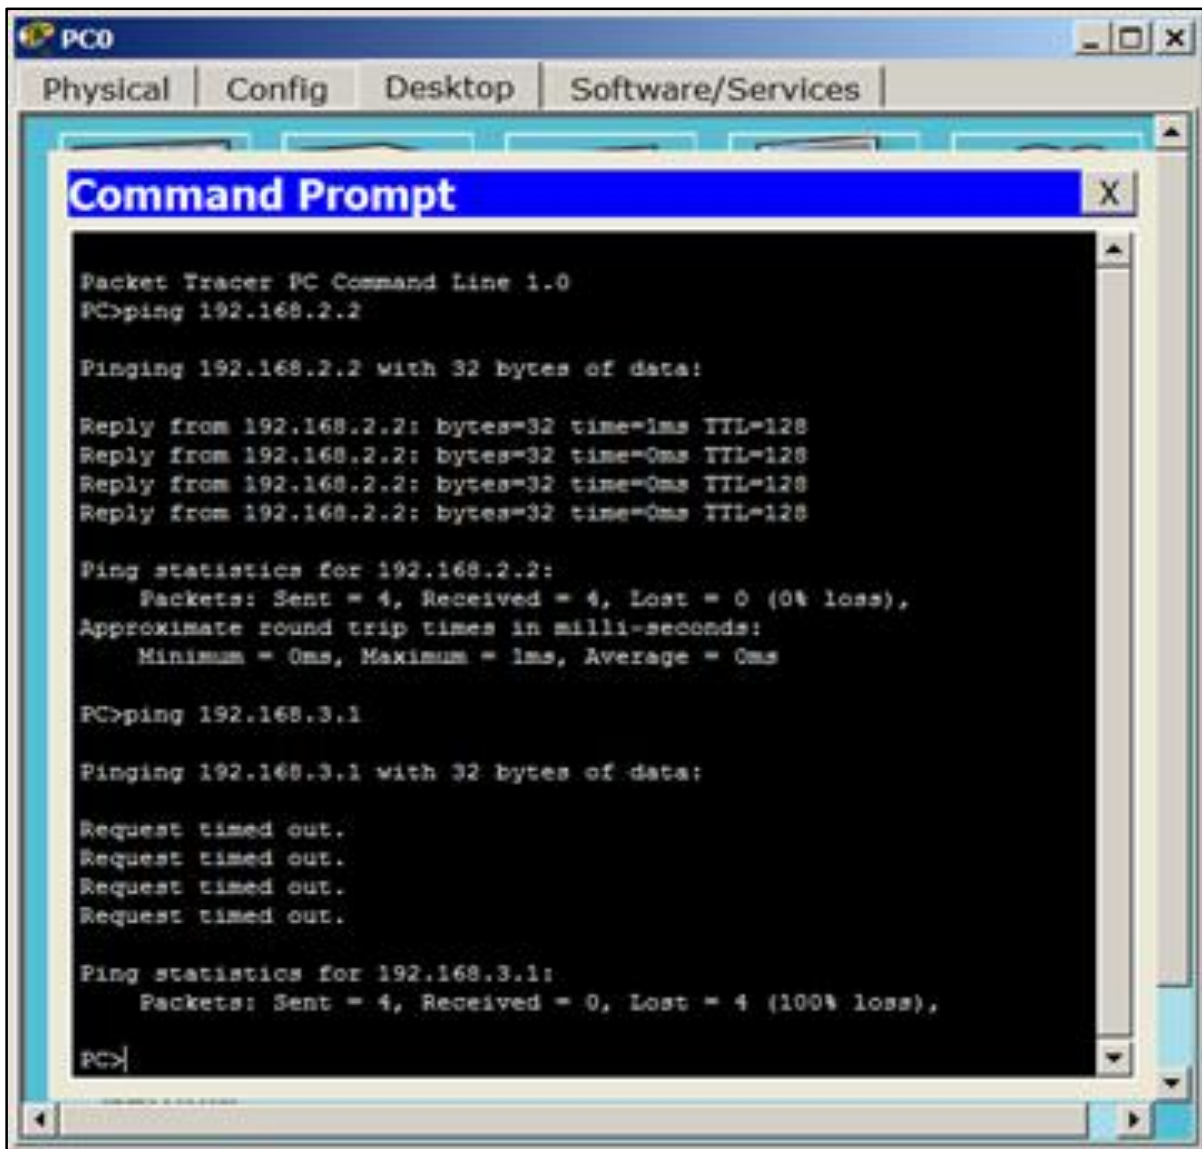 PC0
Physical Config Desktop Software/Services
Command Prompt X
Packet Tracer PC Command Line 1.0
PC>ping 192.168.2.2
Pinging 192.168.2.2 with 32 bytes of data:
Reply from 192.168.2.2: bytes=32 time=1ms TTL=128
Reply from 192.168.2.2: bytes=32 time=0ms TTL=128
Reply from 192.168.2.2: bytes=32 time=0ms TTL=128
Reply from 192.168.2.2: bytes=32 time=0ms TTL=128
Ping statistics for 192.168.2.2:
Packets: Sent = 4, Received = 4, Lost = 0 (0% loss),
Approximate round trip times in milli-seconds:
Minimum = 0ms, Maximum = 1ms, Average = 0ms
PC>ping 192.168.3.1
Pinging 192.168.3.1 with 32 bytes of data:
Request timed out.
Request timed out.
Request timed out.
Request timed out.
Ping statistics for 192.168.3.1:
Packets: Sent = 4, Received = 0, Lost = 4 (100% loss),
PC>